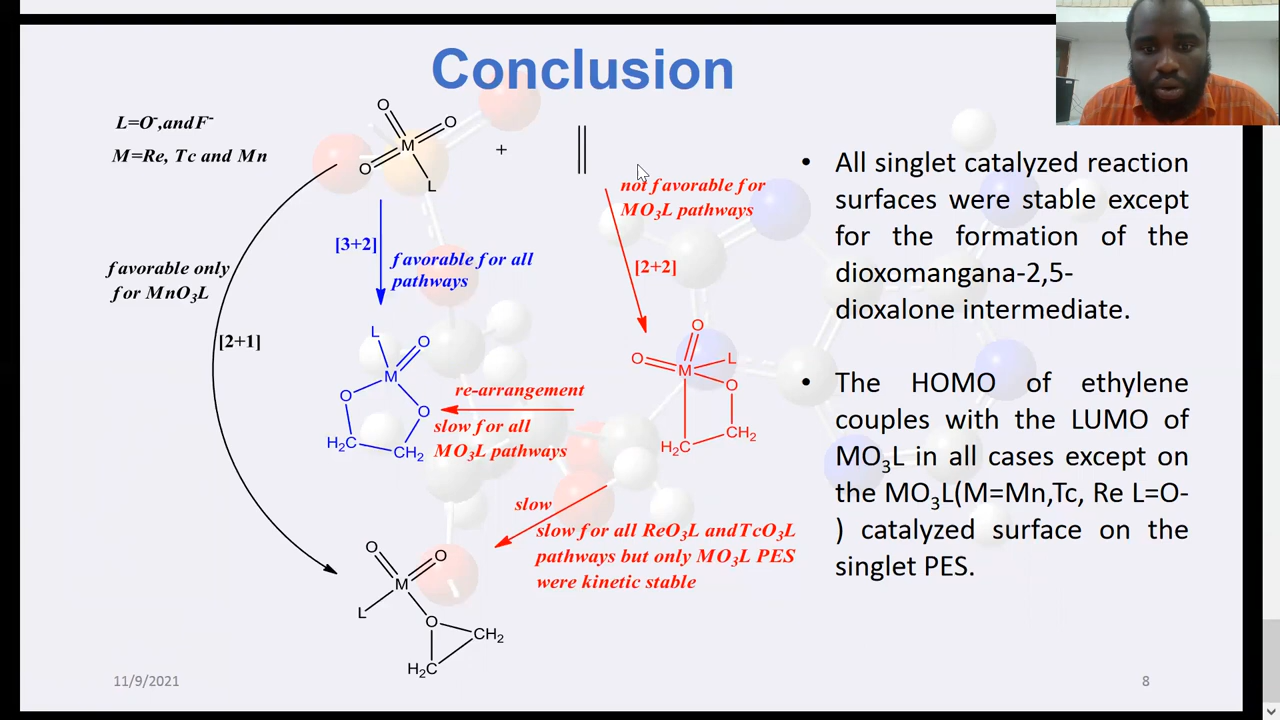 Conclusion
L=O⁻,andF⁻
M=Re, Tc and Mn
O
O
M
O
L
+
not favorable for
MO₃L pathways
[3+2]
favorable for all
pathways
[2+2]
favorable only
for MnO₃L
[2+1]
L
O
M
O
O
H₂C
CH₂
O
O
M
L
O
H₂C
CH₂
re-arrangement
slow for all
MO₃L pathways
slow
slow for all ReO₃L andTcO₃L
pathways but only MO₃L PES
were kinetic stable
O
O
M
L
O
CH₂
H₂C
• All singlet catalyzed reaction
surfaces were stable except
for the formation of the
dioxomangana-2,5-
dioxalone intermediate.
• The HOMO of ethylene
couples with the LUMO of
MO₃L in all cases except on
the MO₃L(M=Mn,Tc, Re L=O-
) catalyzed surface on the
singlet PES.
11/9/2021
8